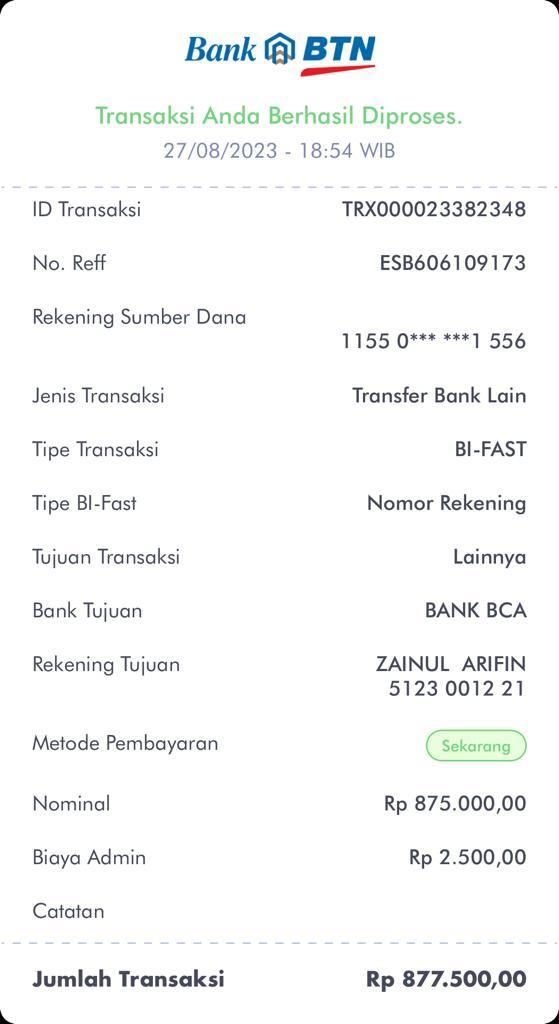 Bank BTN
Transaksi Anda Berhasil Diproses.
27/08/2023 - 18:54 WIB
ID Transaksi TRX000023382348
No. Reff ESB606109173
Rekening Sumber Dana
1155 0*** ***1 556
Jenis Transaksi Transfer Bank Lain
Tipe Transaksi BI-FAST
Tipe BI-Fast Nomor Rekening
Tujuan Transaksi Lainnya
Bank Tujuan BANK BCA
Rekening Tujuan ZAINUL ARIFIN
5123 0012 21
Metode Pembayaran Sekarang
Nominal Rp 875.000,00
Biaya Admin Rp 2.500,00
Catatan
Jumlah Transaksi Rp 877.500,00